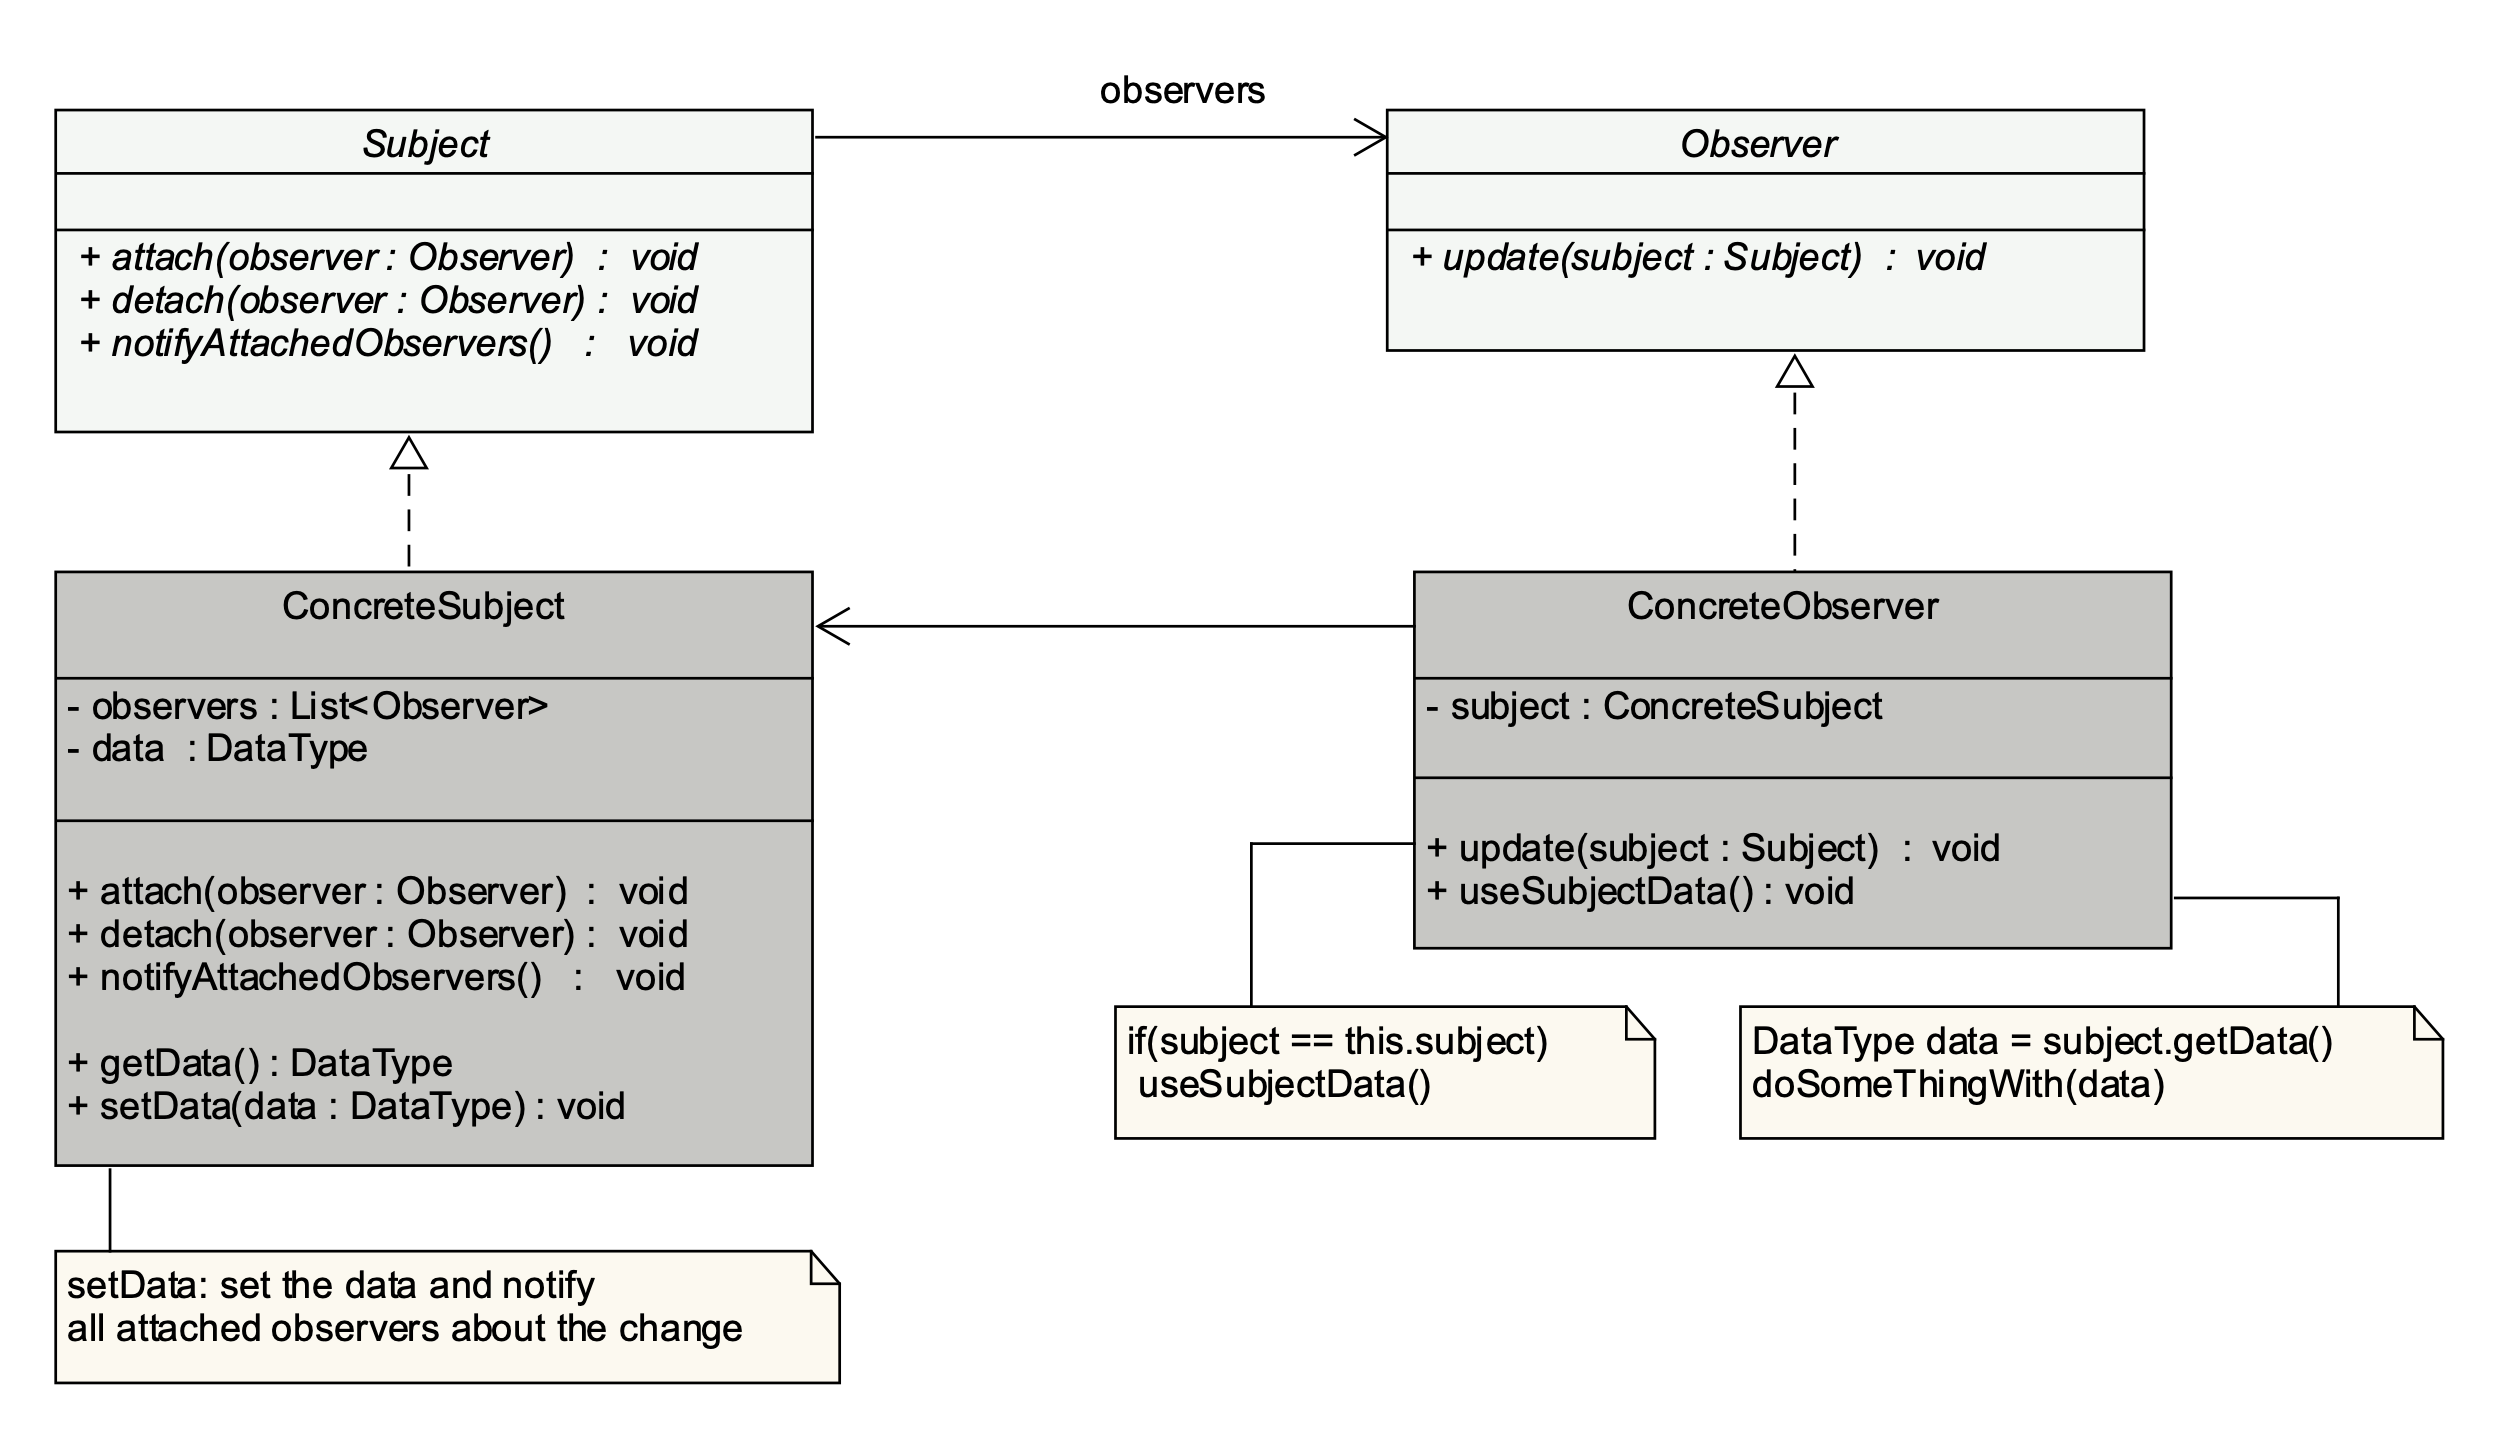 observers
Subject
+ attach(observer : Observer) : void
+ detach(observer : Observer) : void
+ notifyAttachedObservers() : void
Observer
+ update(subject : Subject) : void
ConcreteSubject
- observers : List<Observer>
- data : DataType
+ attach(observer : Observer) : void
+ detach(observer : Observer) : void
+ notifyAttachedObservers() : void
+ getData() : DataType
+ setData(data : DataType) : void
ConcreteObserver
- subject : ConcreteSubject
+ update(subject : Subject) : void
+ useSubjectData() : void
if(subject == this.subject)
useSubjectData()
DataType data = subject.getData()
doSomeThingWith(data)
setData: set the data and notify
all attached observers about the change